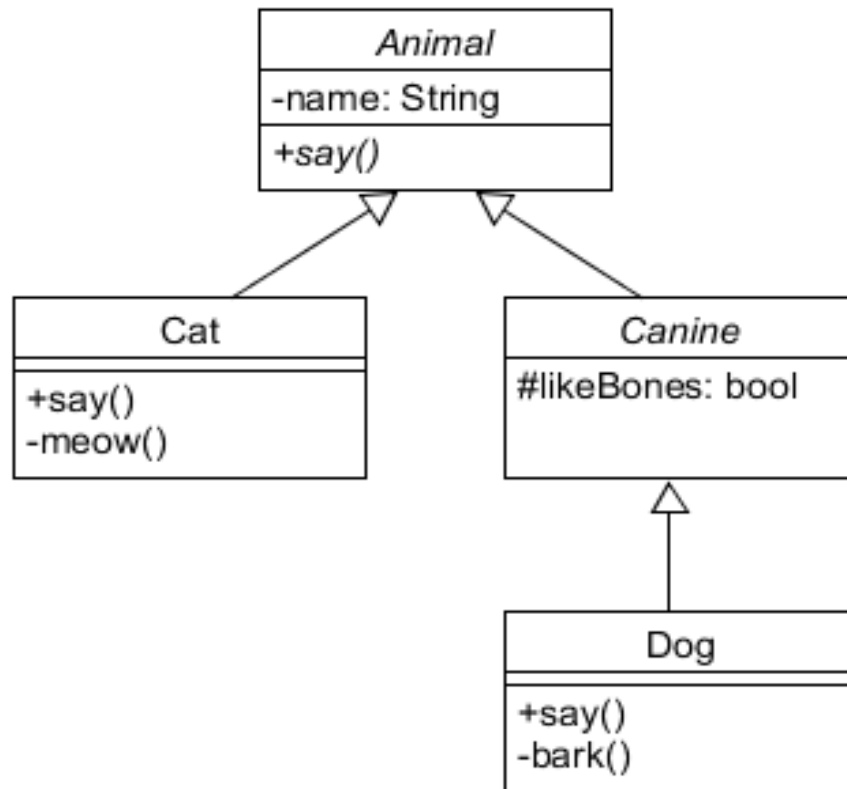 Animal
-name: String
+say()
Cat
+say()
-meow()
Canine
#likeBones: bool
Dog
+say()
-bark()